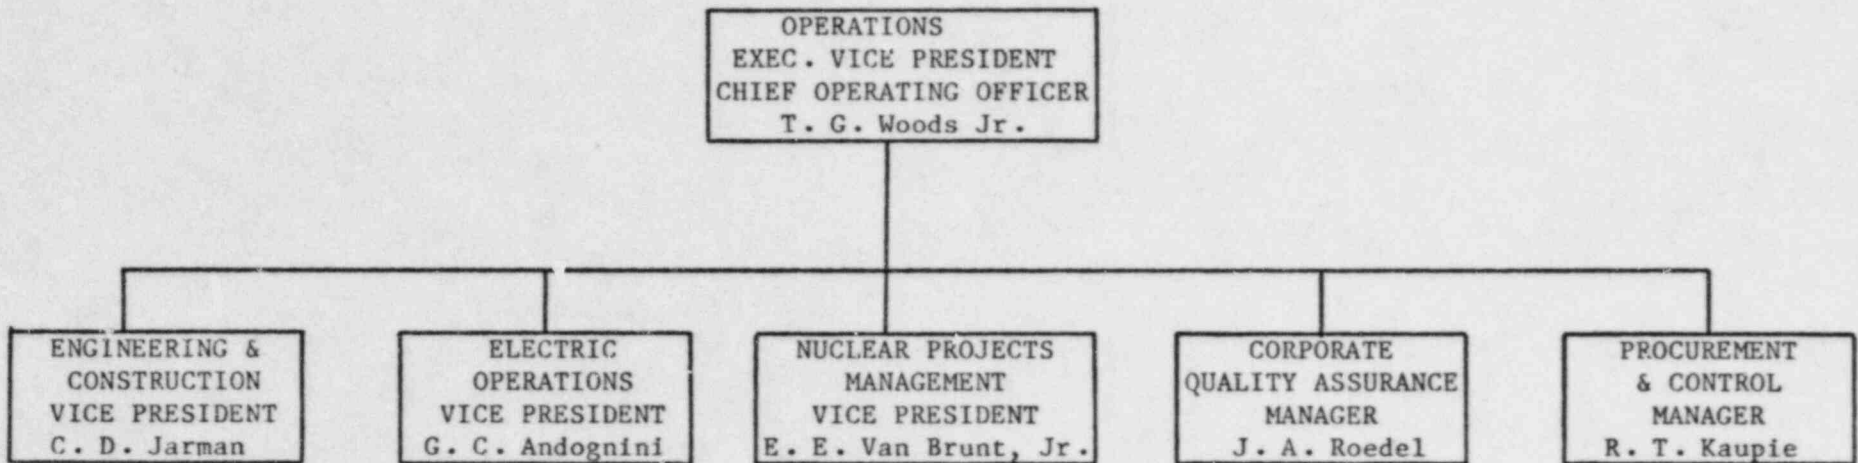 OPERATIONS
EXEC. VICE PRESIDENT
CHIEF OPERATING OFFICER
T. G. Woods Jr.
ENGINEERING &
CONSTRUCTION
VICE PRESIDENT
C. D. Jarman
ELECTRIC
OPERATIONS
VICE PRESIDENT
G. C. Andognini
NUCLEAR PROJECTS
MANAGEMENT
VICE PRESIDENT
E. E. Van Brunt, Jr.
CORPORATE
QUALITY ASSURANCE
MANAGER
J. A. Roedel
PROCUREMENT
& CONTROL
MANAGER
R. T. Kaupie